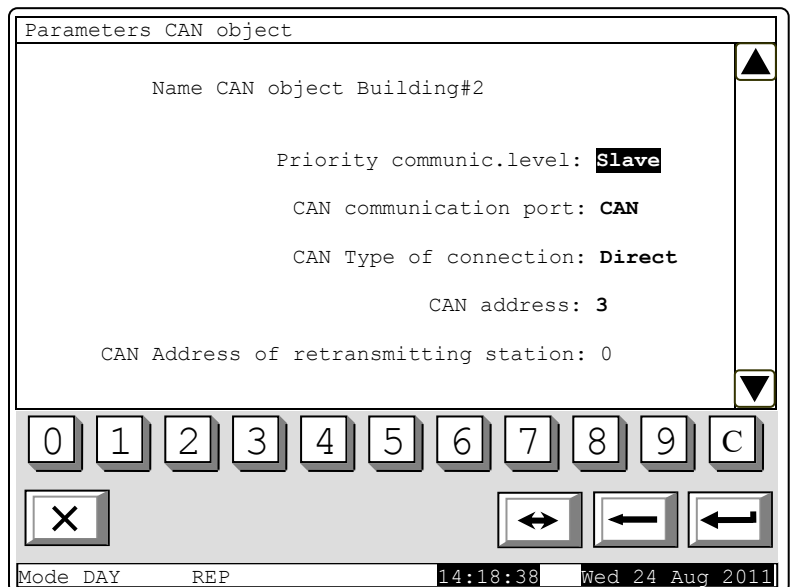 Parameters CAN object
Name CAN object Building#2
Priority communic.level: Slave
CAN communication port: CAN
CAN Type of connection: Direct
CAN address: 3
CAN Address of retransmitting station: 0
0 1 2 3 4 5 6 7 8 9 C
Mode DAY REP 14:18:38 Wed 24 Aug 2011